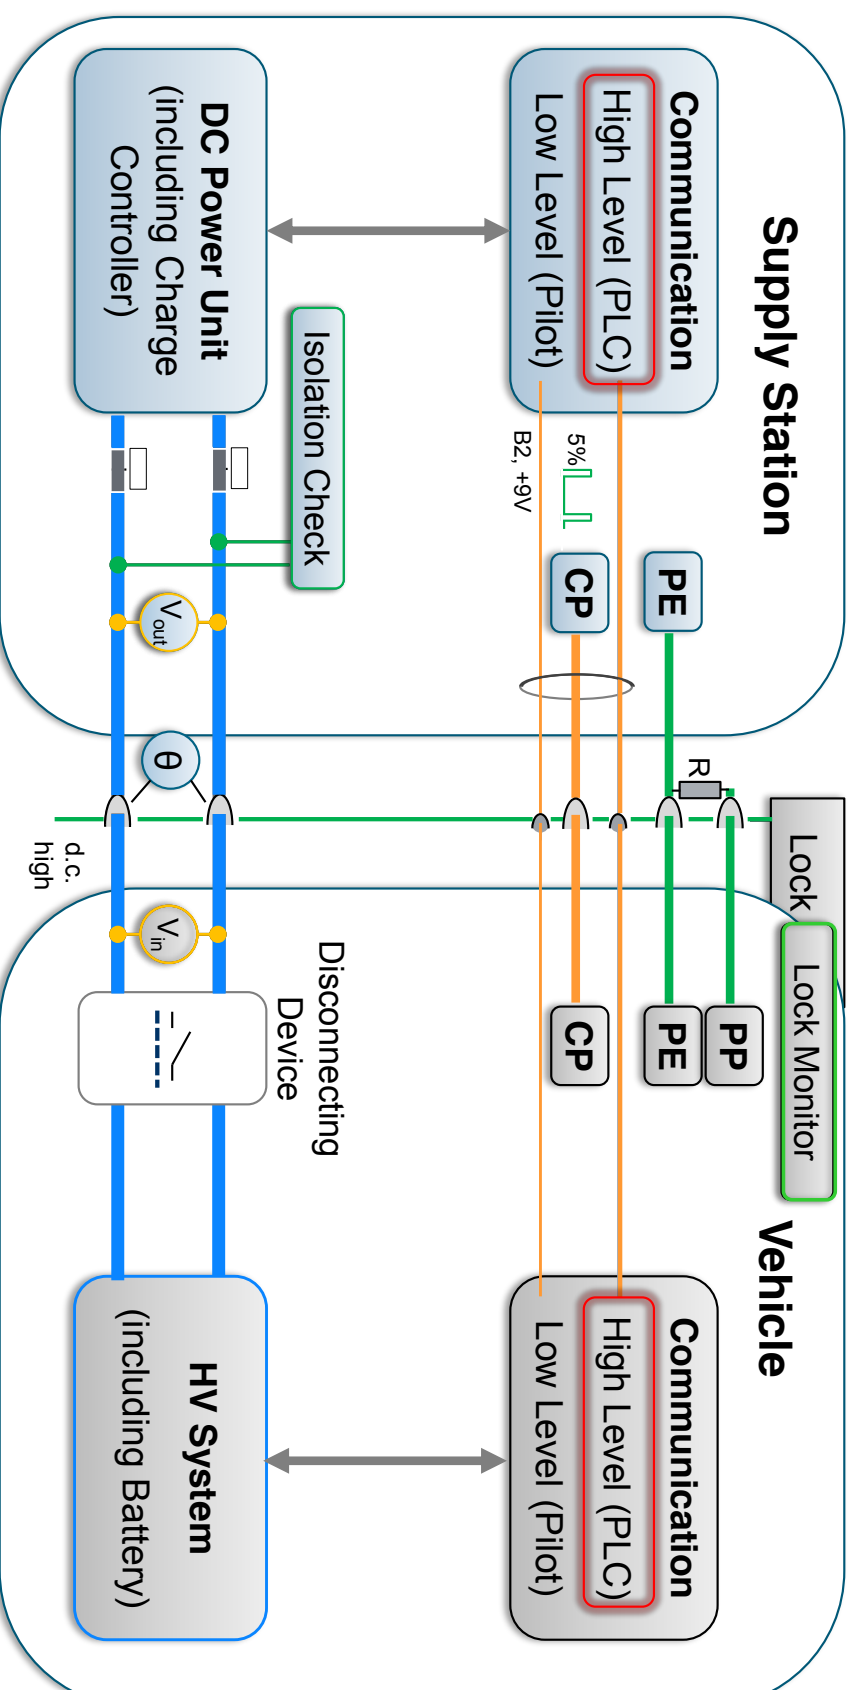 Supply Station
Communication
High Level (PLC)
Low Level (Pilot)
DC Power Unit
(including Charge
Controller)
Isolation Check
5%
B2, +9V
PE
CP
V out
θ
R
d.c.
high
Lock
Lock Monitor
Vehicle
PP
PE
CP
V in
Disconnecting
Device
Communication
High Level (PLC)
Low Level (Pilot)
HV System
(including Battery)